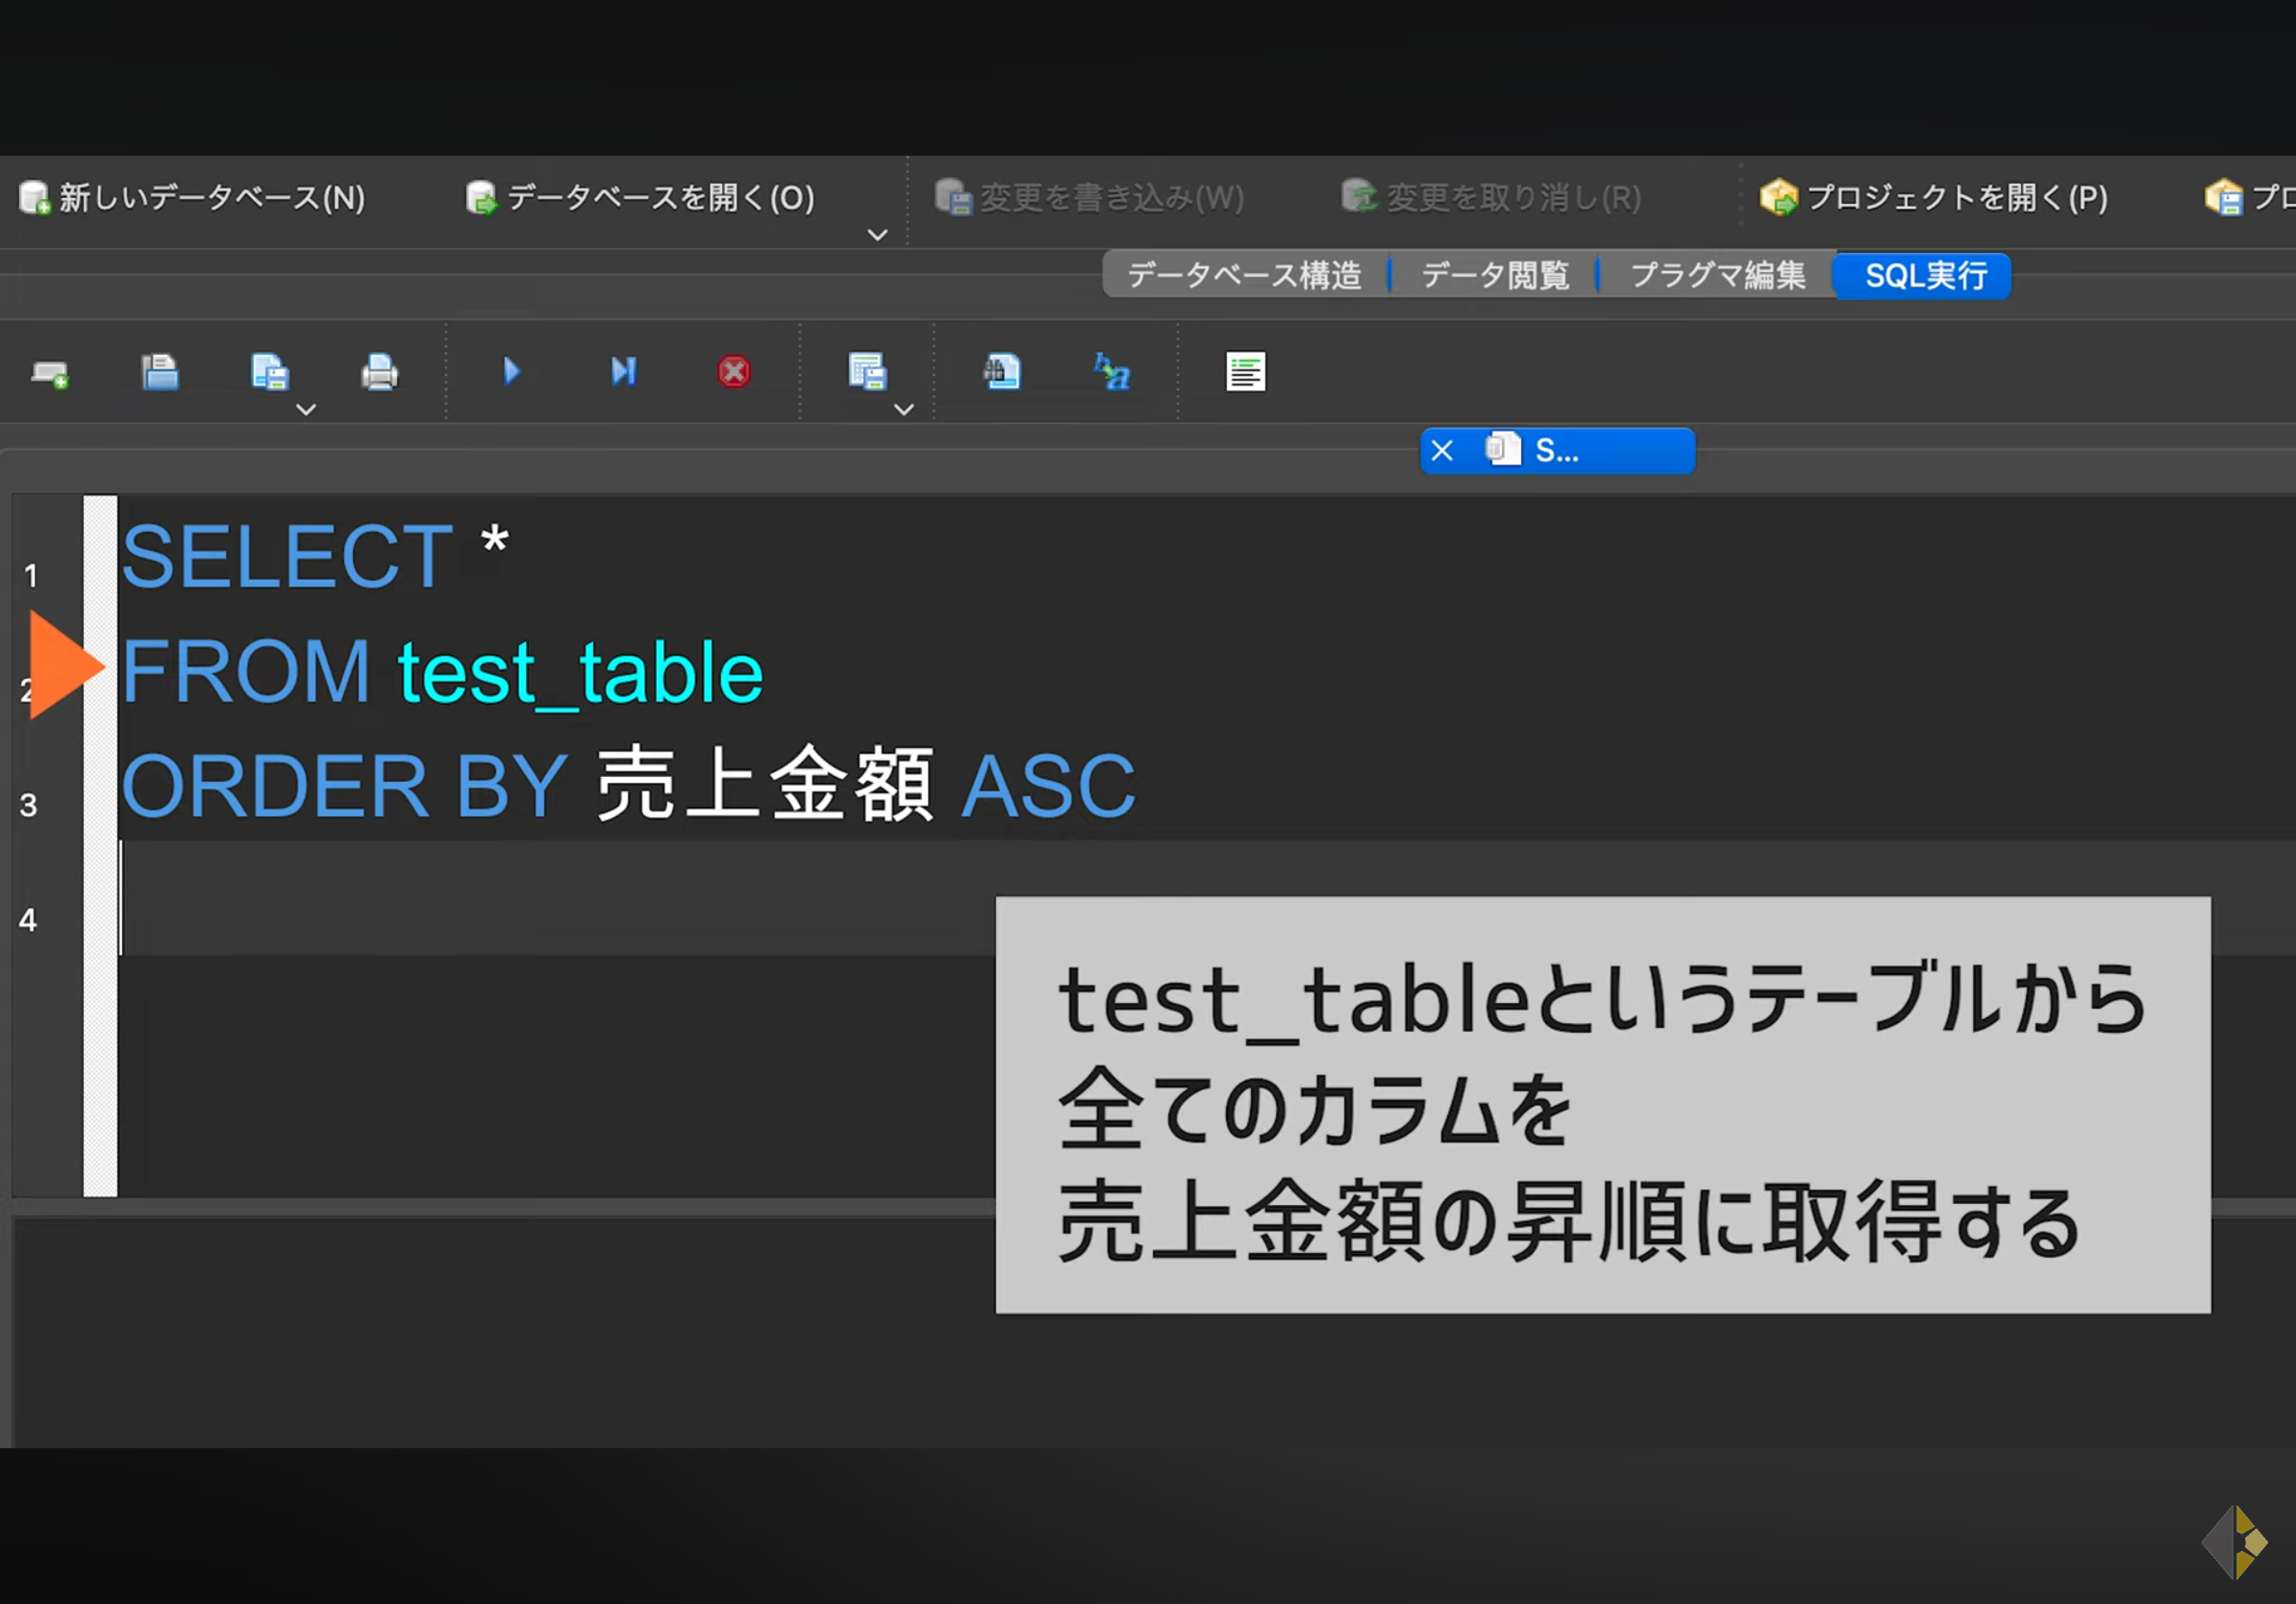 新しいデータベース(N) データベースを開く(O) 変更を書き込み(W) 変更を取り消し(R) プロジェクトを開く(P) プロ
データベース構造 データ閲覧 プラグマ編集 SQL実行
S...
1 SELECT *
2 FROM test_table
3 ORDER BY 売上金額 ASC
4
test_tableというテーブルから
全てのカラムを
売上金額の昇順に取得する